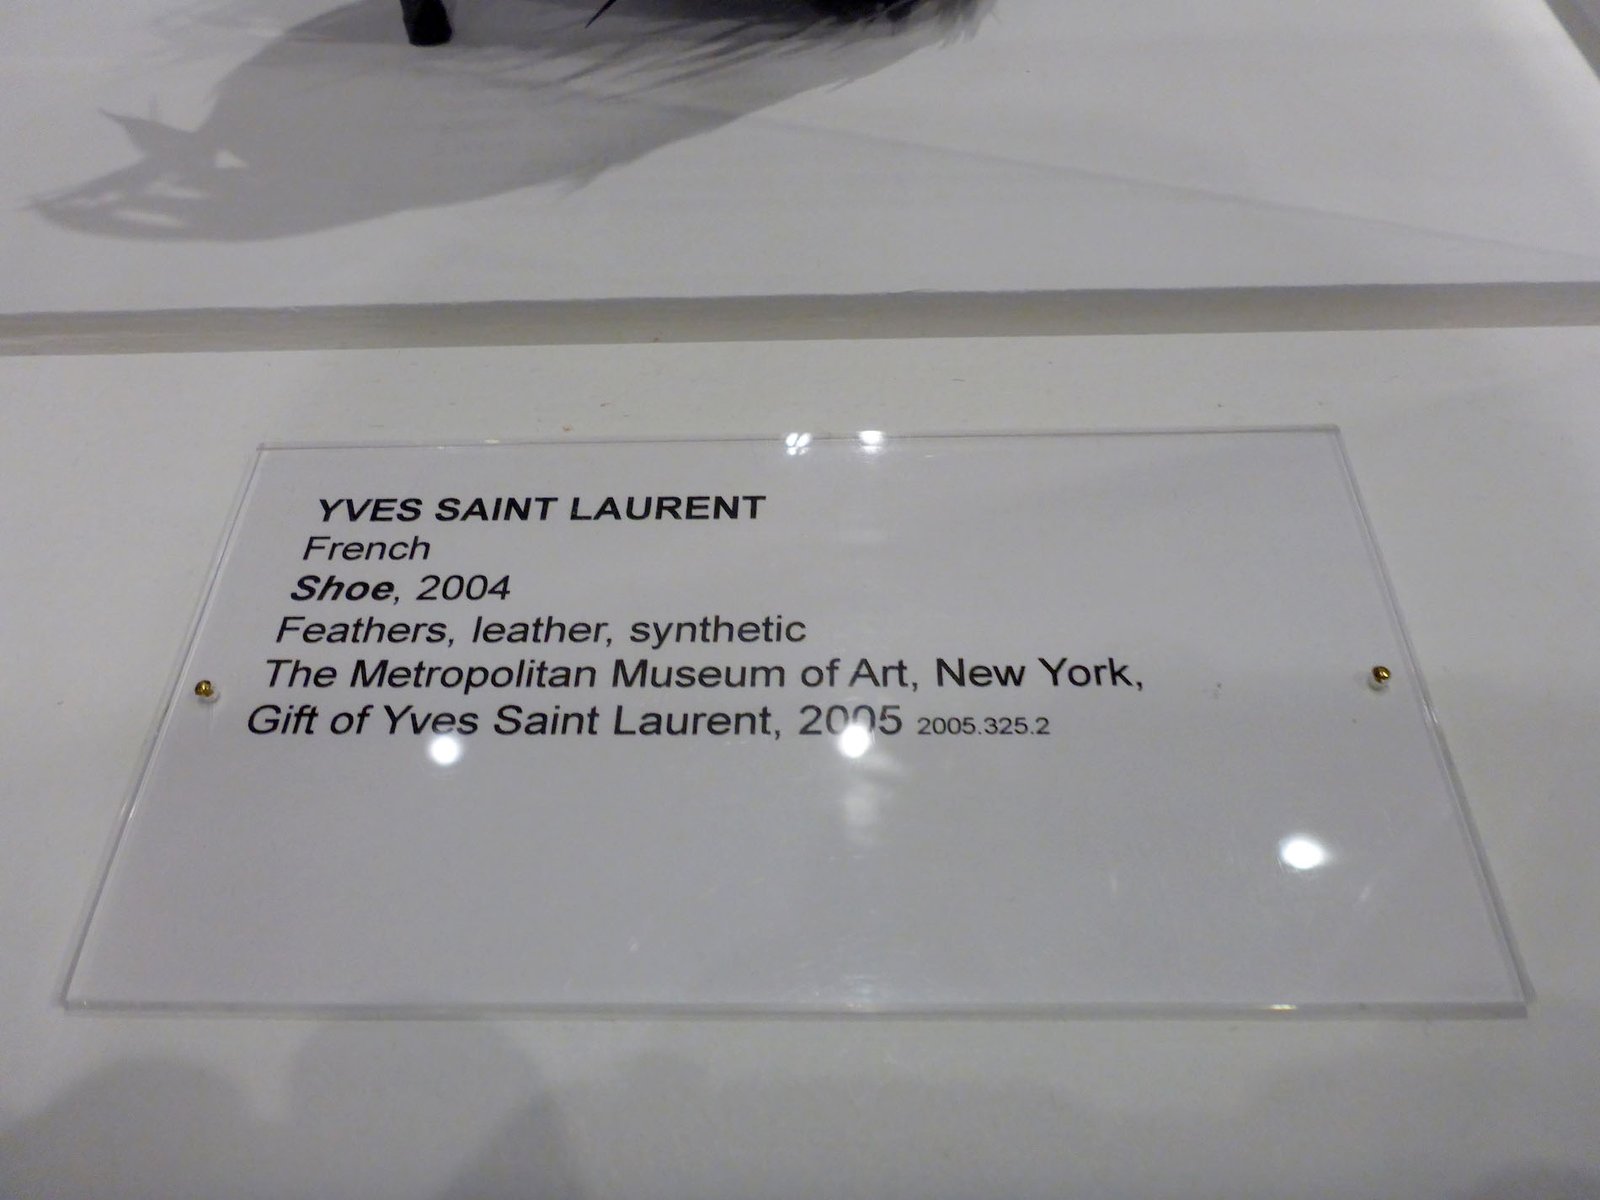 YVES SAINT LAURENT
French
Shoe, 2004
Feathers, leather, synthetic
The Metropolitan Museum of Art, New York,
Gift of Yves Saint Laurent, 2005 2005.325.2